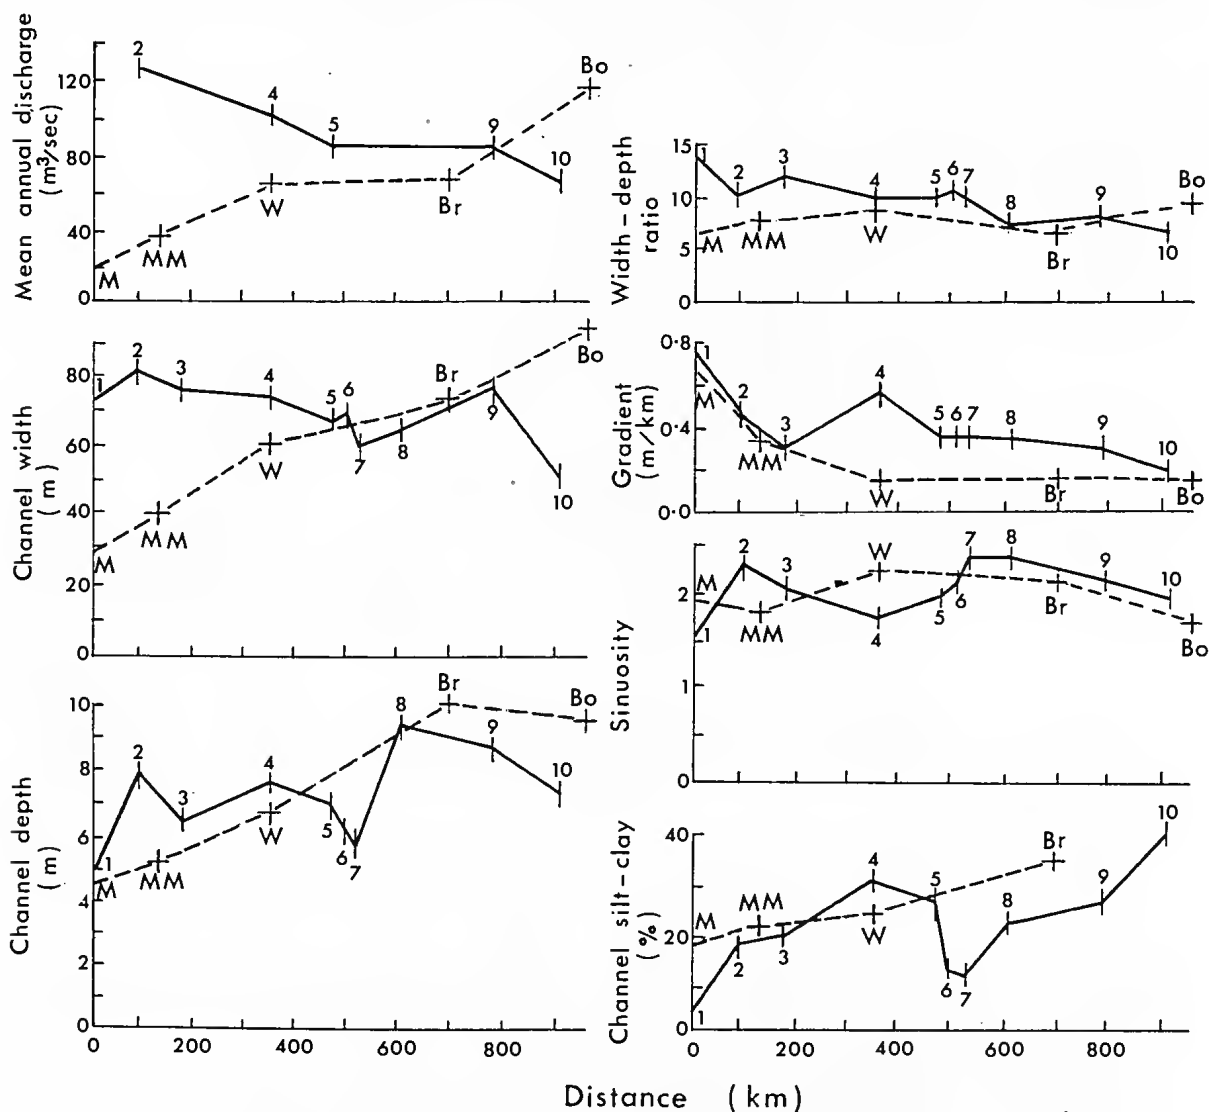 Mean annual discharge
(m³/sec)
120
80
40
0
2
4
5
9
10
M
MM
W
Br
Bo
Width-depth
ratio
15
10
5
0
1
2
3
4
5
6
7
8
9
10
M
MM
W
Br
Bo
Channel width
(m)
80
60
40
20
0
1
2
3
4
5
6
7
8
9
10
M
MM
W
Br
Bo
Gradient
(m/km)
0·8
0·4
0·0
1
2
3
4
5
6
7
8
9
10
M
MM
W
Br
Bo
Sinuosity
2
1
0
1
2
3
4
5
6
7
8
9
10
M
MM
W
Br
Bo
Channel depth
(m)
10
8
6
4
2
0
1
2
3
4
5
6
7
8
9
10
M
MM
W
Br
Bo
0 200 400 600 800
Channel silt-clay
(%)
40
20
0
1
2
3
4
5
6
7
8
9
10
M
MM
W
Br
0 200 400 600 800
Distance (km)